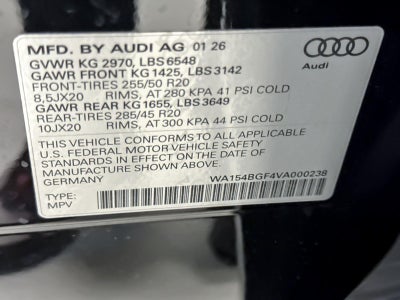 MFD. BY AUDI AG 01 26
GVWR KG 2970, LBS 6548
GAWR FRONT KG 1425, LBS 3142
FRONT-TIRES 255/50 R20
8,5JX20 RIMS, AT 280 KPA 41 PSI COLD
GAWR REAR KG 1655, LBS 3649
REAR-TIRES 285/45 R20
10JX20 RIMS, AT 300 KPA 44 PSI COLD
THIS VEHICLE CONFORMS TO ALL APPLICABLE
U.S. FEDERAL MOTOR VEHICLE SAFETY
STANDARDS IN EFFECT ON THE DATE OF
MANUFACTURE SHOWN ABOVE.
GERMANY WA154BGF4VA000238
TYPE:
MPV
Audi